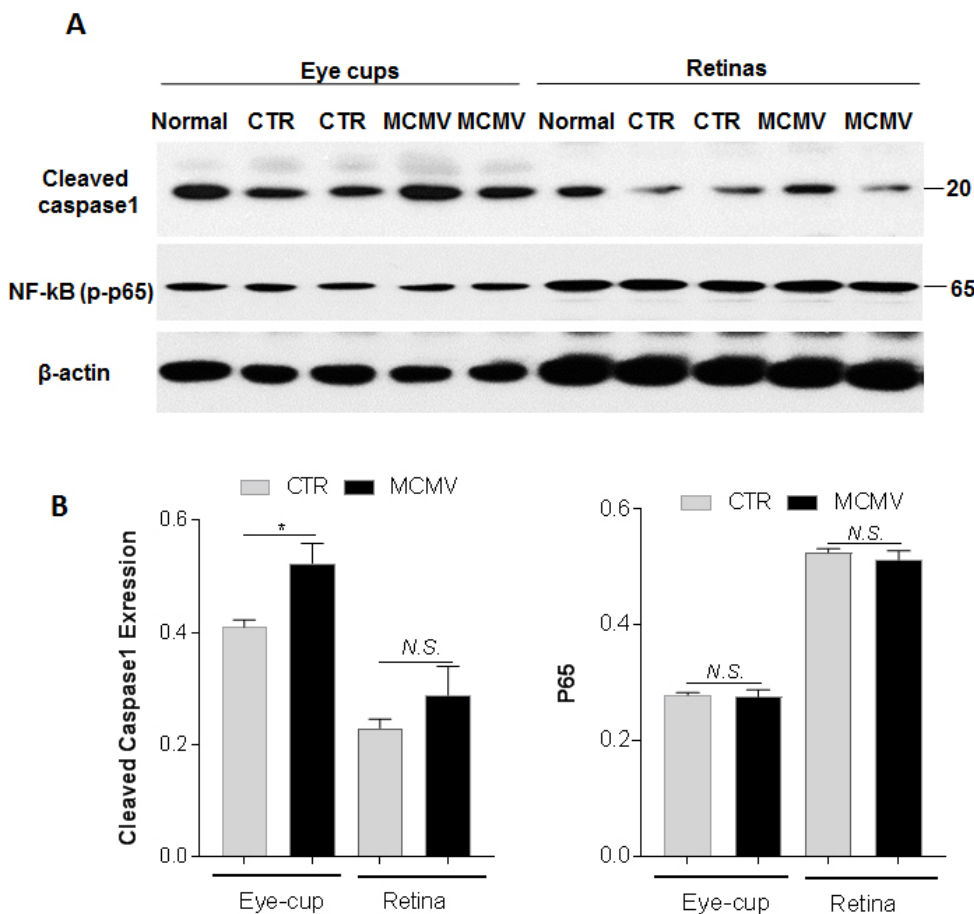 A
Eye cups Retinas
Normal CTR CTR MCMV MCMV Normal CTR CTR MCMV MCMV
Cleaved
caspase1
20
NF-kB (p-p65)
65
β-actin
B
CTR MCMV
0.6
0.4
0.2
0.0
Cleaved Caspase1 Exression
*
N.S.
Eye-cup Retina
CTR MCMV
0.6
0.4
0.2
0.0
P65
N.S.
N.S.
Eye-cup Retina